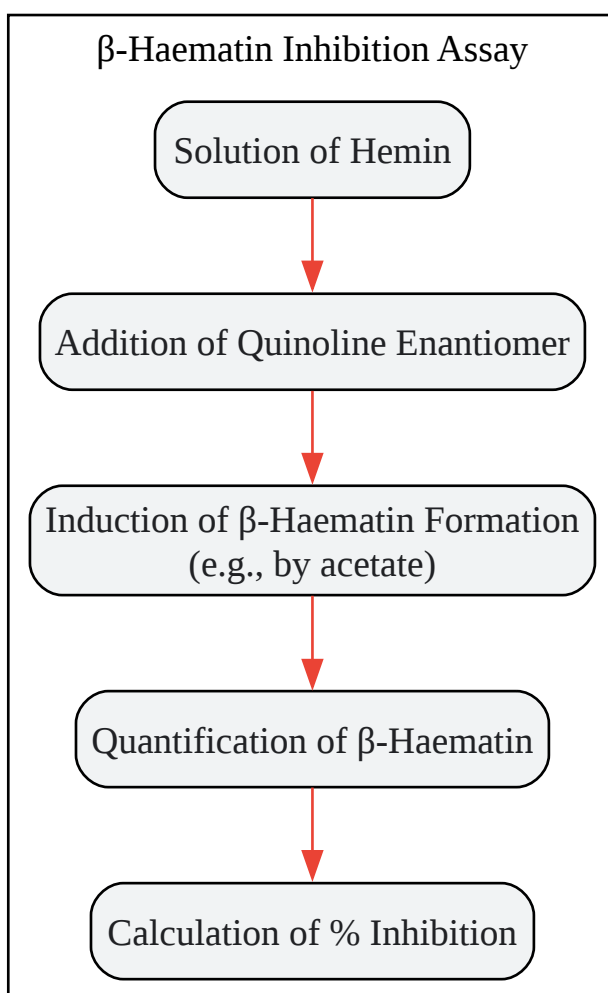 β-Haematin Inhibition Assay
Solution of Hemin
Addition of Quinoline Enantiomer
Induction of β-Haematin Formation
(e.g., by acetate)
Quantification of β-Haematin
Calculation of % Inhibition